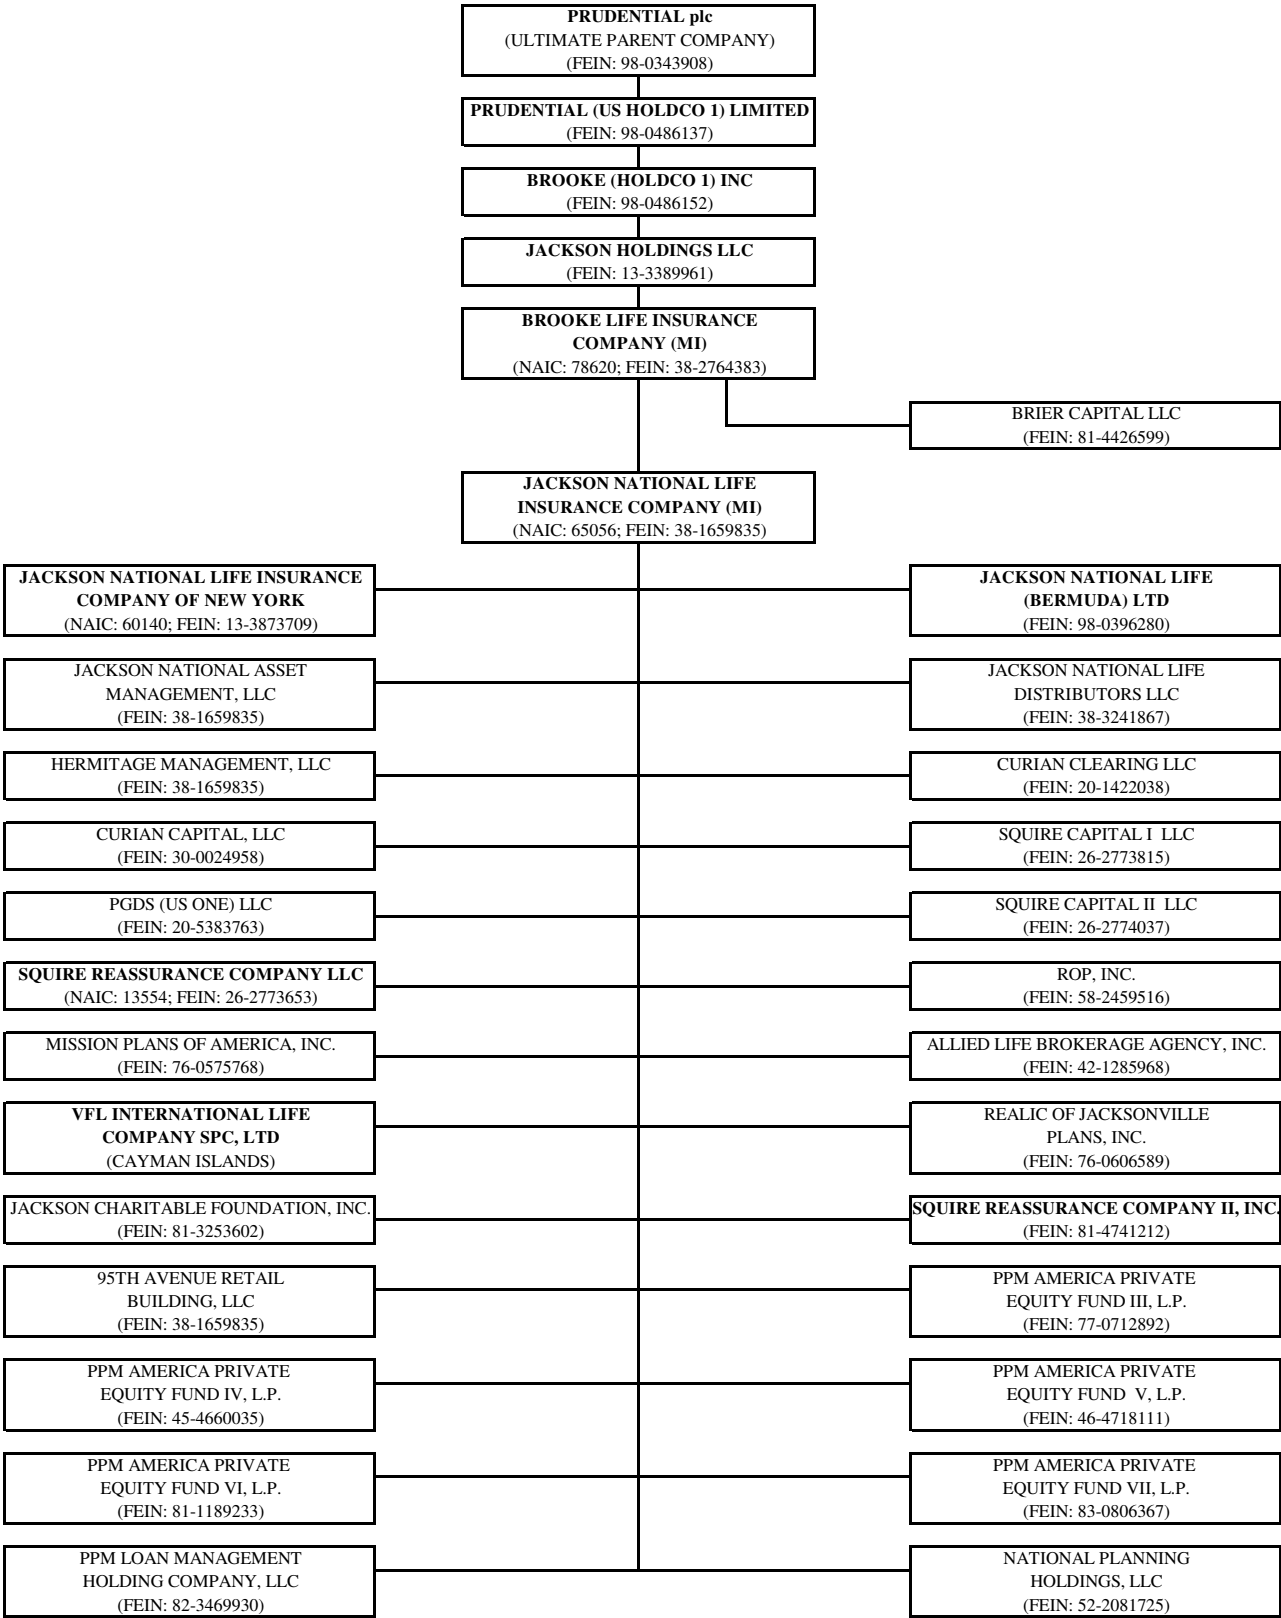 PRUDENTIAL plc
(ULTIMATE PARENT COMPANY)
(FEIN: 98-0343908)
PRUDENTIAL (US HOLDCO 1) LIMITED
(FEIN: 98-0486137)
BROOKE (HOLDCO 1) INC
(FEIN: 98-0486152)
JACKSON HOLDINGS LLC
(FEIN: 13-3389961)
BROOKE LIFE INSURANCE
COMPANY (MI)
(NAIC: 78620; FEIN: 38-2764383)
BRIER CAPITAL LLC
(FEIN: 81-4426599)
JACKSON NATIONAL LIFE
INSURANCE COMPANY (MI)
(NAIC: 65056; FEIN: 38-1659835)
JACKSON NATIONAL LIFE INSURANCE
COMPANY OF NEW YORK
(NAIC: 60140; FEIN: 13-3873709)
JACKSON NATIONAL LIFE
(BERMUDA) LTD
(FEIN: 98-0396280)
JACKSON NATIONAL ASSET
MANAGEMENT, LLC
(FEIN: 38-1659835)
JACKSON NATIONAL LIFE
DISTRIBUTORS LLC
(FEIN: 38-3241867)
HERMITAGE MANAGEMENT, LLC
(FEIN: 38-1659835)
CURIAN CLEARING LLC
(FEIN: 20-1422038)
CURIAN CAPITAL, LLC
(FEIN: 30-0024958)
SQUIRE CAPITAL I LLC
(FEIN: 26-2773815)
PGDS (US ONE) LLC
(FEIN: 20-5383763)
SQUIRE CAPITAL II LLC
(FEIN: 26-2774037)
SQUIRE REASSURANCE COMPANY LLC
(NAIC: 13554; FEIN: 26-2773653)
ROP, INC.
(FEIN: 58-2459516)
MISSION PLANS OF AMERICA, INC.
(FEIN: 76-0575768)
ALLIED LIFE BROKERAGE AGENCY, INC.
(FEIN: 42-1285968)
VFL INTERNATIONAL LIFE
COMPANY SPC, LTD
(CAYMAN ISLANDS)
REALIC OF JACKSONVILLE
PLANS, INC.
(FEIN: 76-0606589)
JACKSON CHARITABLE FOUNDATION, INC.
(FEIN: 81-3253602)
SQUIRE REASSURANCE COMPANY II, INC.
(FEIN: 81-4741212)
95TH AVENUE RETAIL
BUILDING, LLC
(FEIN: 38-1659835)
PPM AMERICA PRIVATE
EQUITY FUND III, L.P.
(FEIN: 77-0712892)
PPM AMERICA PRIVATE
EQUITY FUND IV, L.P.
(FEIN: 45-4660035)
PPM AMERICA PRIVATE
EQUITY FUND V, L.P.
(FEIN: 46-4718111)
PPM AMERICA PRIVATE
EQUITY FUND VI, L.P.
(FEIN: 81-1189233)
PPM AMERICA PRIVATE
EQUITY FUND VII, L.P.
(FEIN: 83-0806367)
PPM LOAN MANAGEMENT
HOLDING COMPANY, LLC
(FEIN: 82-3469930)
NATIONAL PLANNING
HOLDINGS, LLC
(FEIN: 52-2081725)